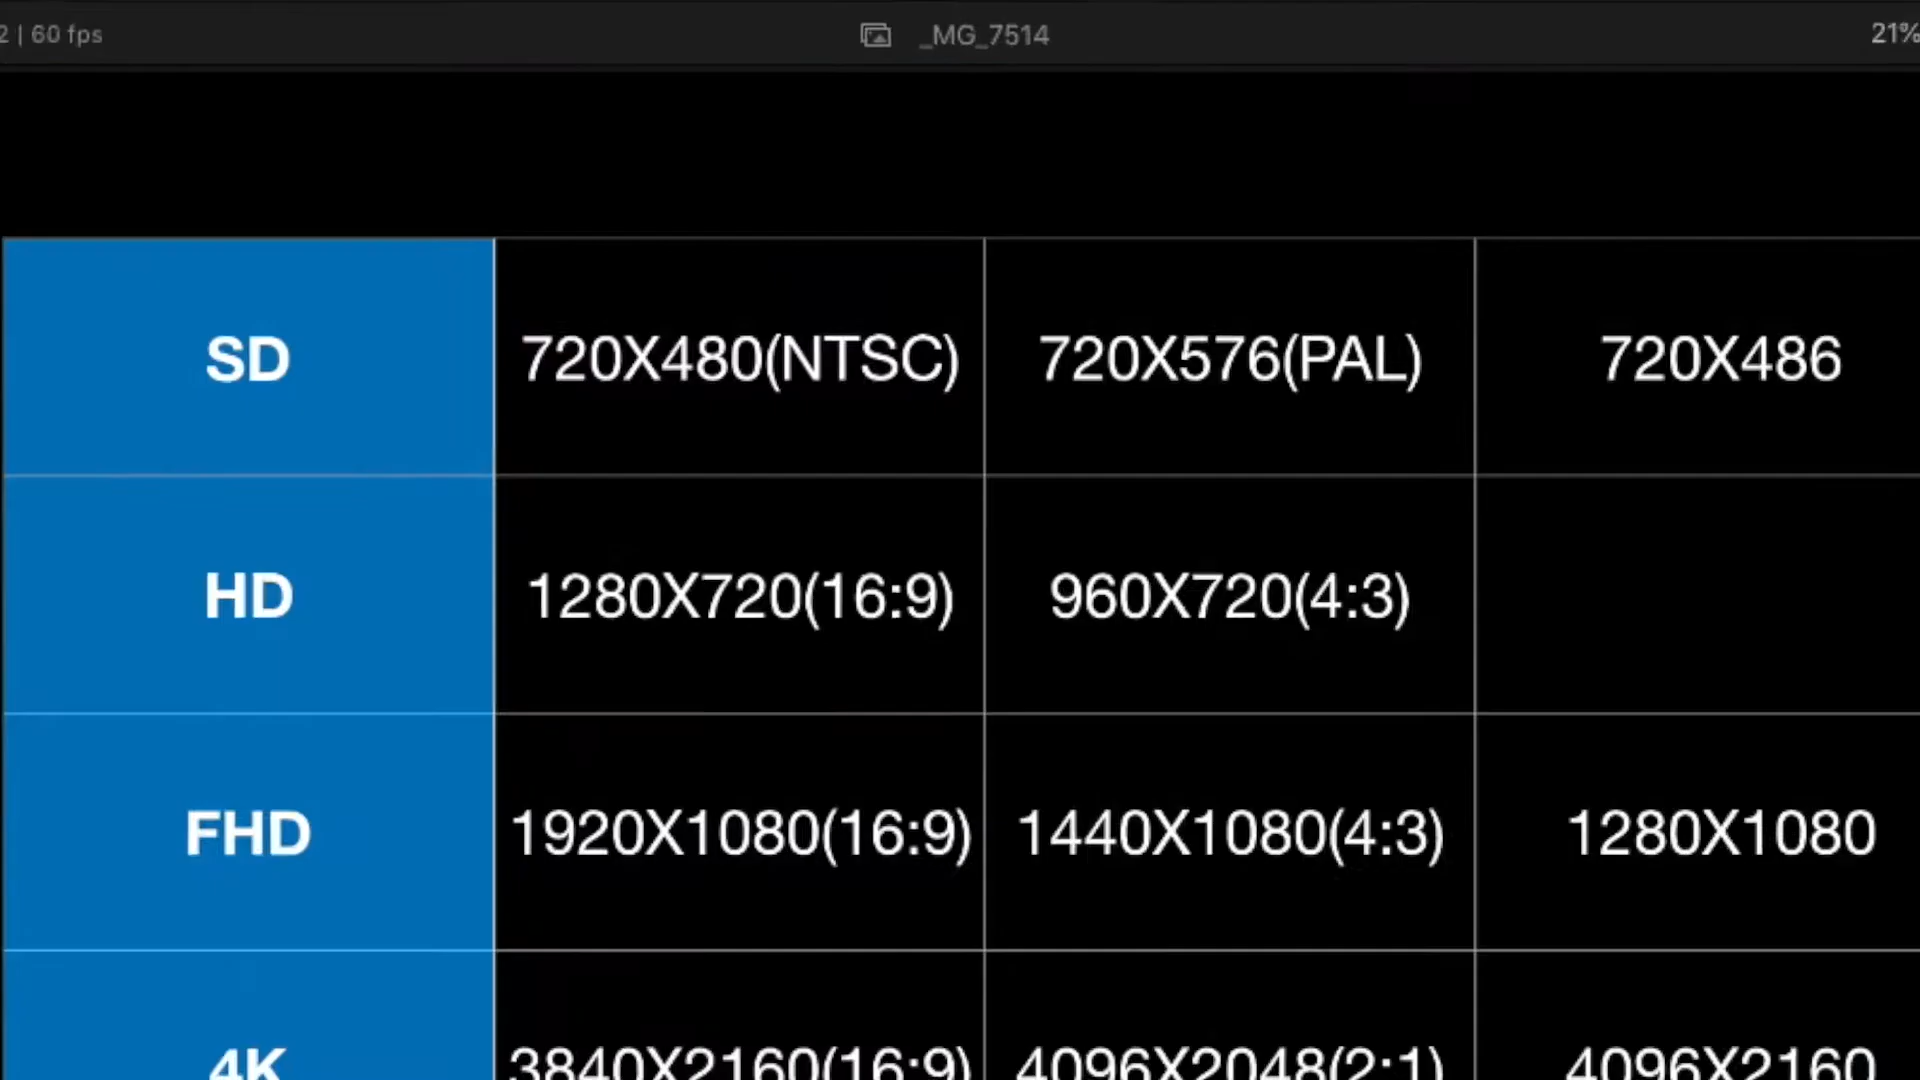 2 | 60 fps
_MG_7514
21%
SD 720X480(NTSC) 720X576(PAL) 720X486
HD 1280X720(16:9) 960X720(4:3)
FHD 1920X1080(16:9) 1440X1080(4:3) 1280X1080
4K 3840X2160(16:9) 4096X2048(2:1) 4096X2160